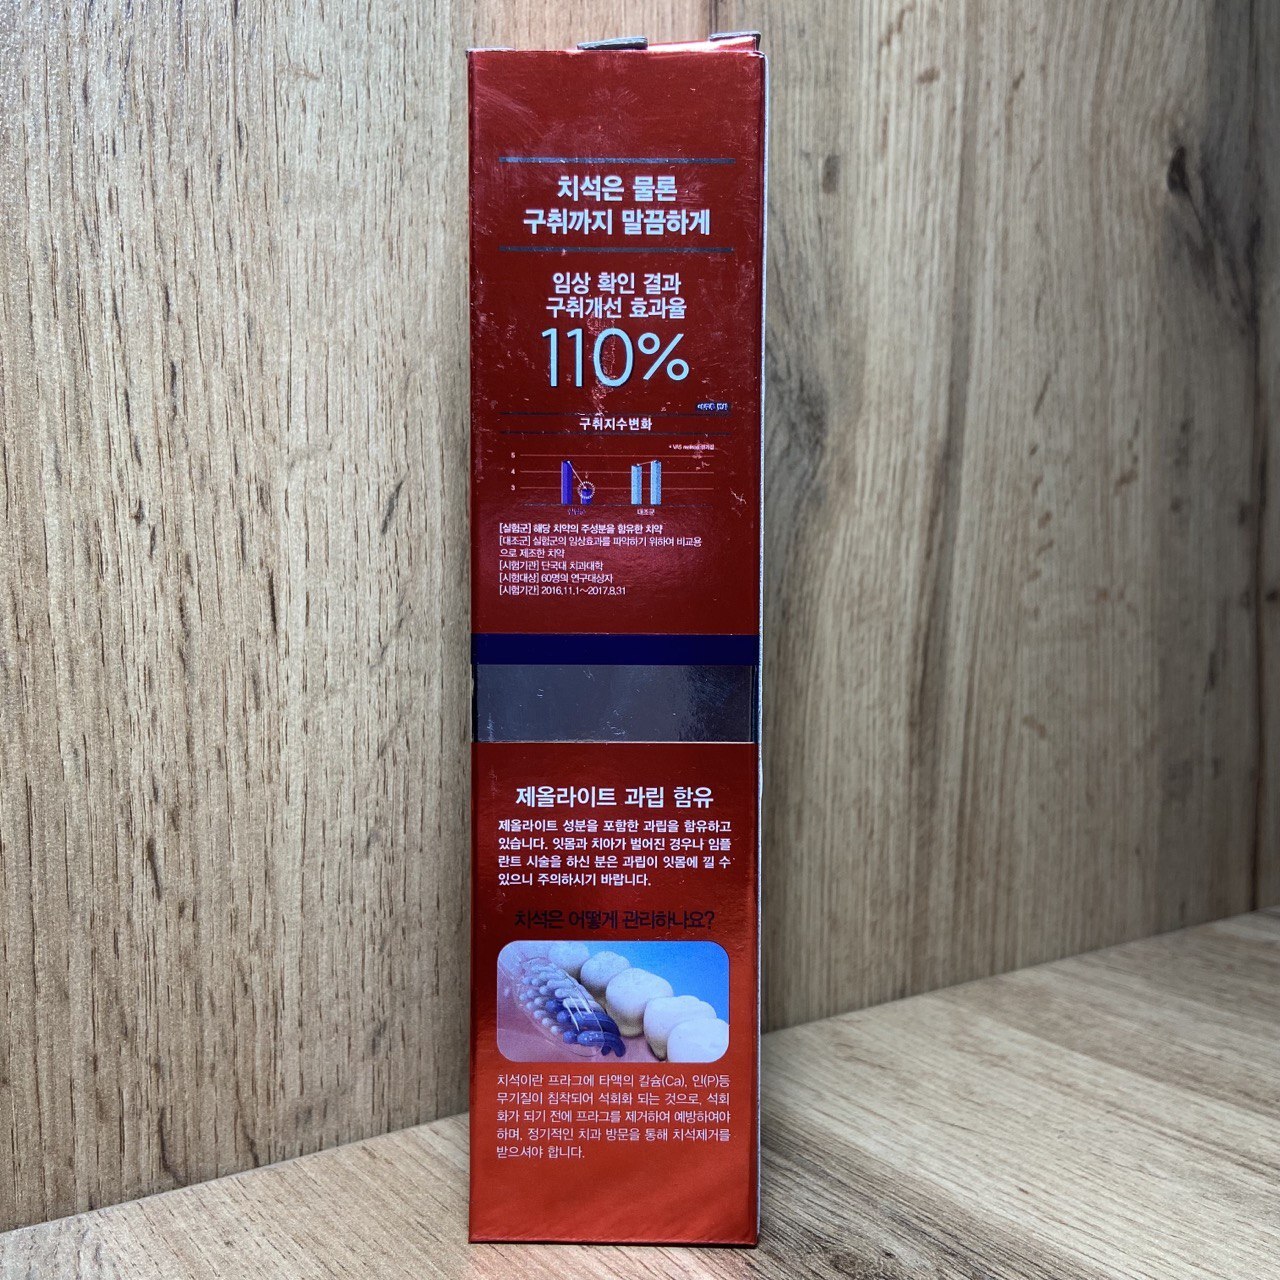 치석은 물론
구취까지 말끔하게
임상 확인 결과
구취개선 효과율
110%
구취지수변화
5
4
3
대조군
[실험군] 해당 치약의 주성분을 함유한 치약
[대조군] 실험군의 임상효과를 파악하기 위하여 비교용
으로 제조한 치약
[시험기관] 단국대 치과대학
[시험대상] 60명의 연구대상자
[시험기간] 2016.11.1~2017.8.31
제올라이트 과립 함유
제올라이트 성분을 포함한 과립을 함유하고
있습니다. 잇몸과 치아가 벌어진 경우나 임플
란트 시술을 하신 분은 과립이 잇몸에 낄 수
있으니 주의하시기 바랍니다.
치석은 어떻게 관리하나요?
치석이란 프라그에 타액의 칼슘(Ca), 인(P)등
무기질이 침착되어 석회화 되는 것으로, 석회
화가 되기 전에 프라그를 제거하여 예방하여야
하며, 정기적인 치과 방문을 통해 치석제거를
받으셔야 합니다.